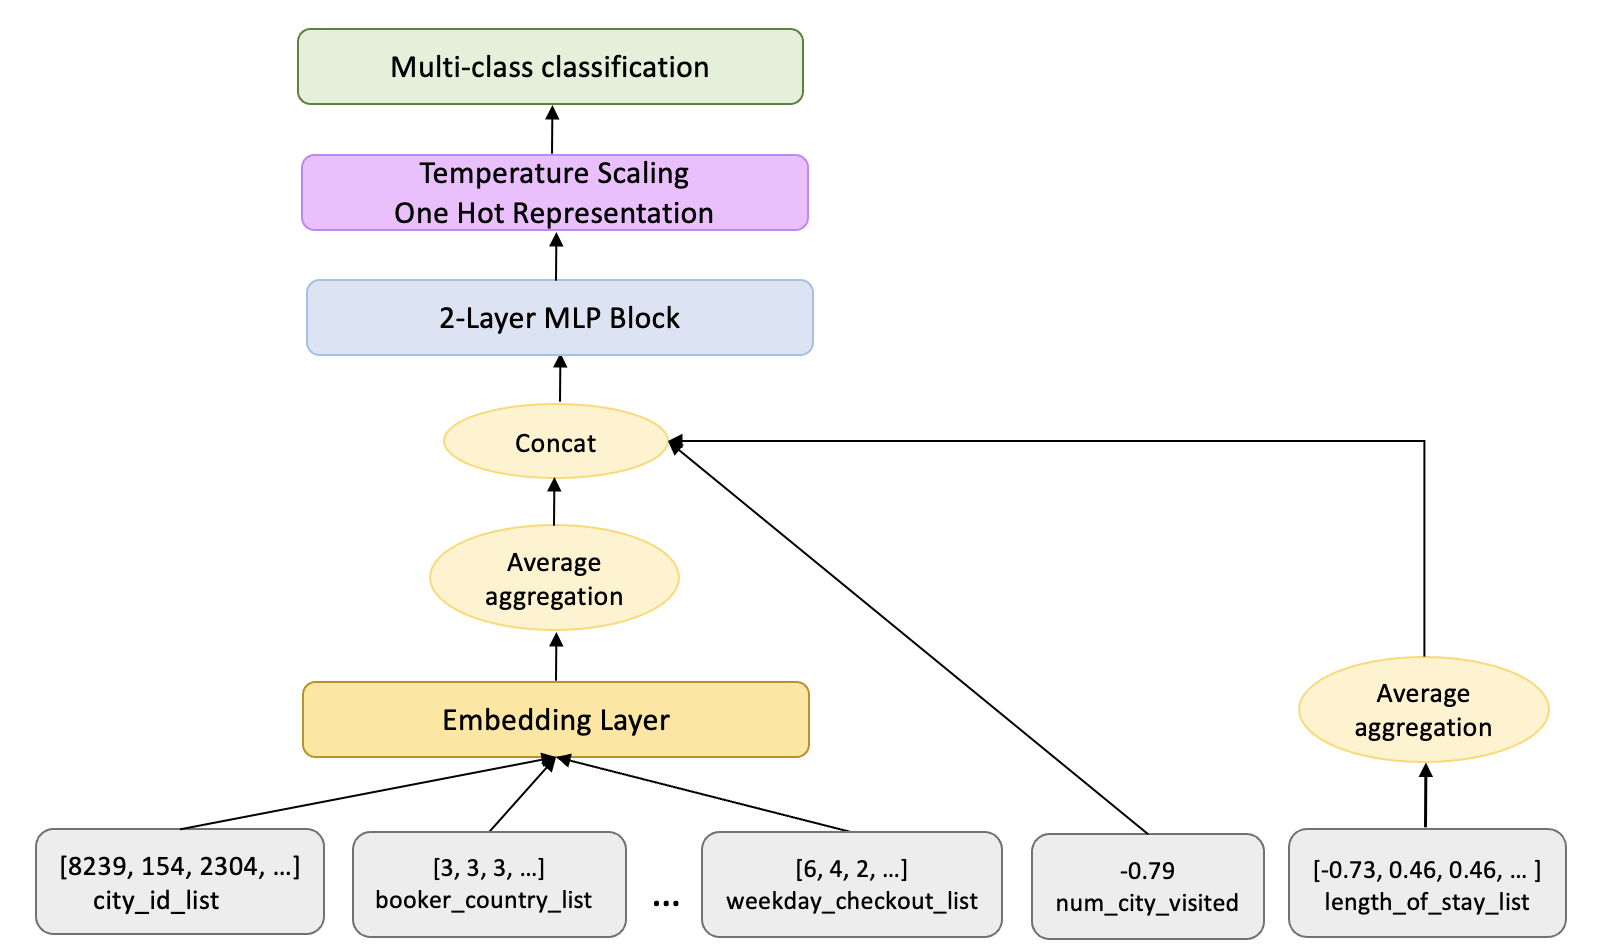 Multi-class classification
Temperature Scaling
One Hot Representation
2-Layer MLP Block
Concat
Average
aggregation
Embedding Layer
Average
aggregation
[8239, 154, 2304, ...]
city_id_list
[3, 3, 3, ...]
booker_country_list
...
[6, 4, 2, ...]
weekday_checkout_list
-0.79
num_city_visited
[-0.73, 0.46, 0.46, ... ]
length_of_stay_list